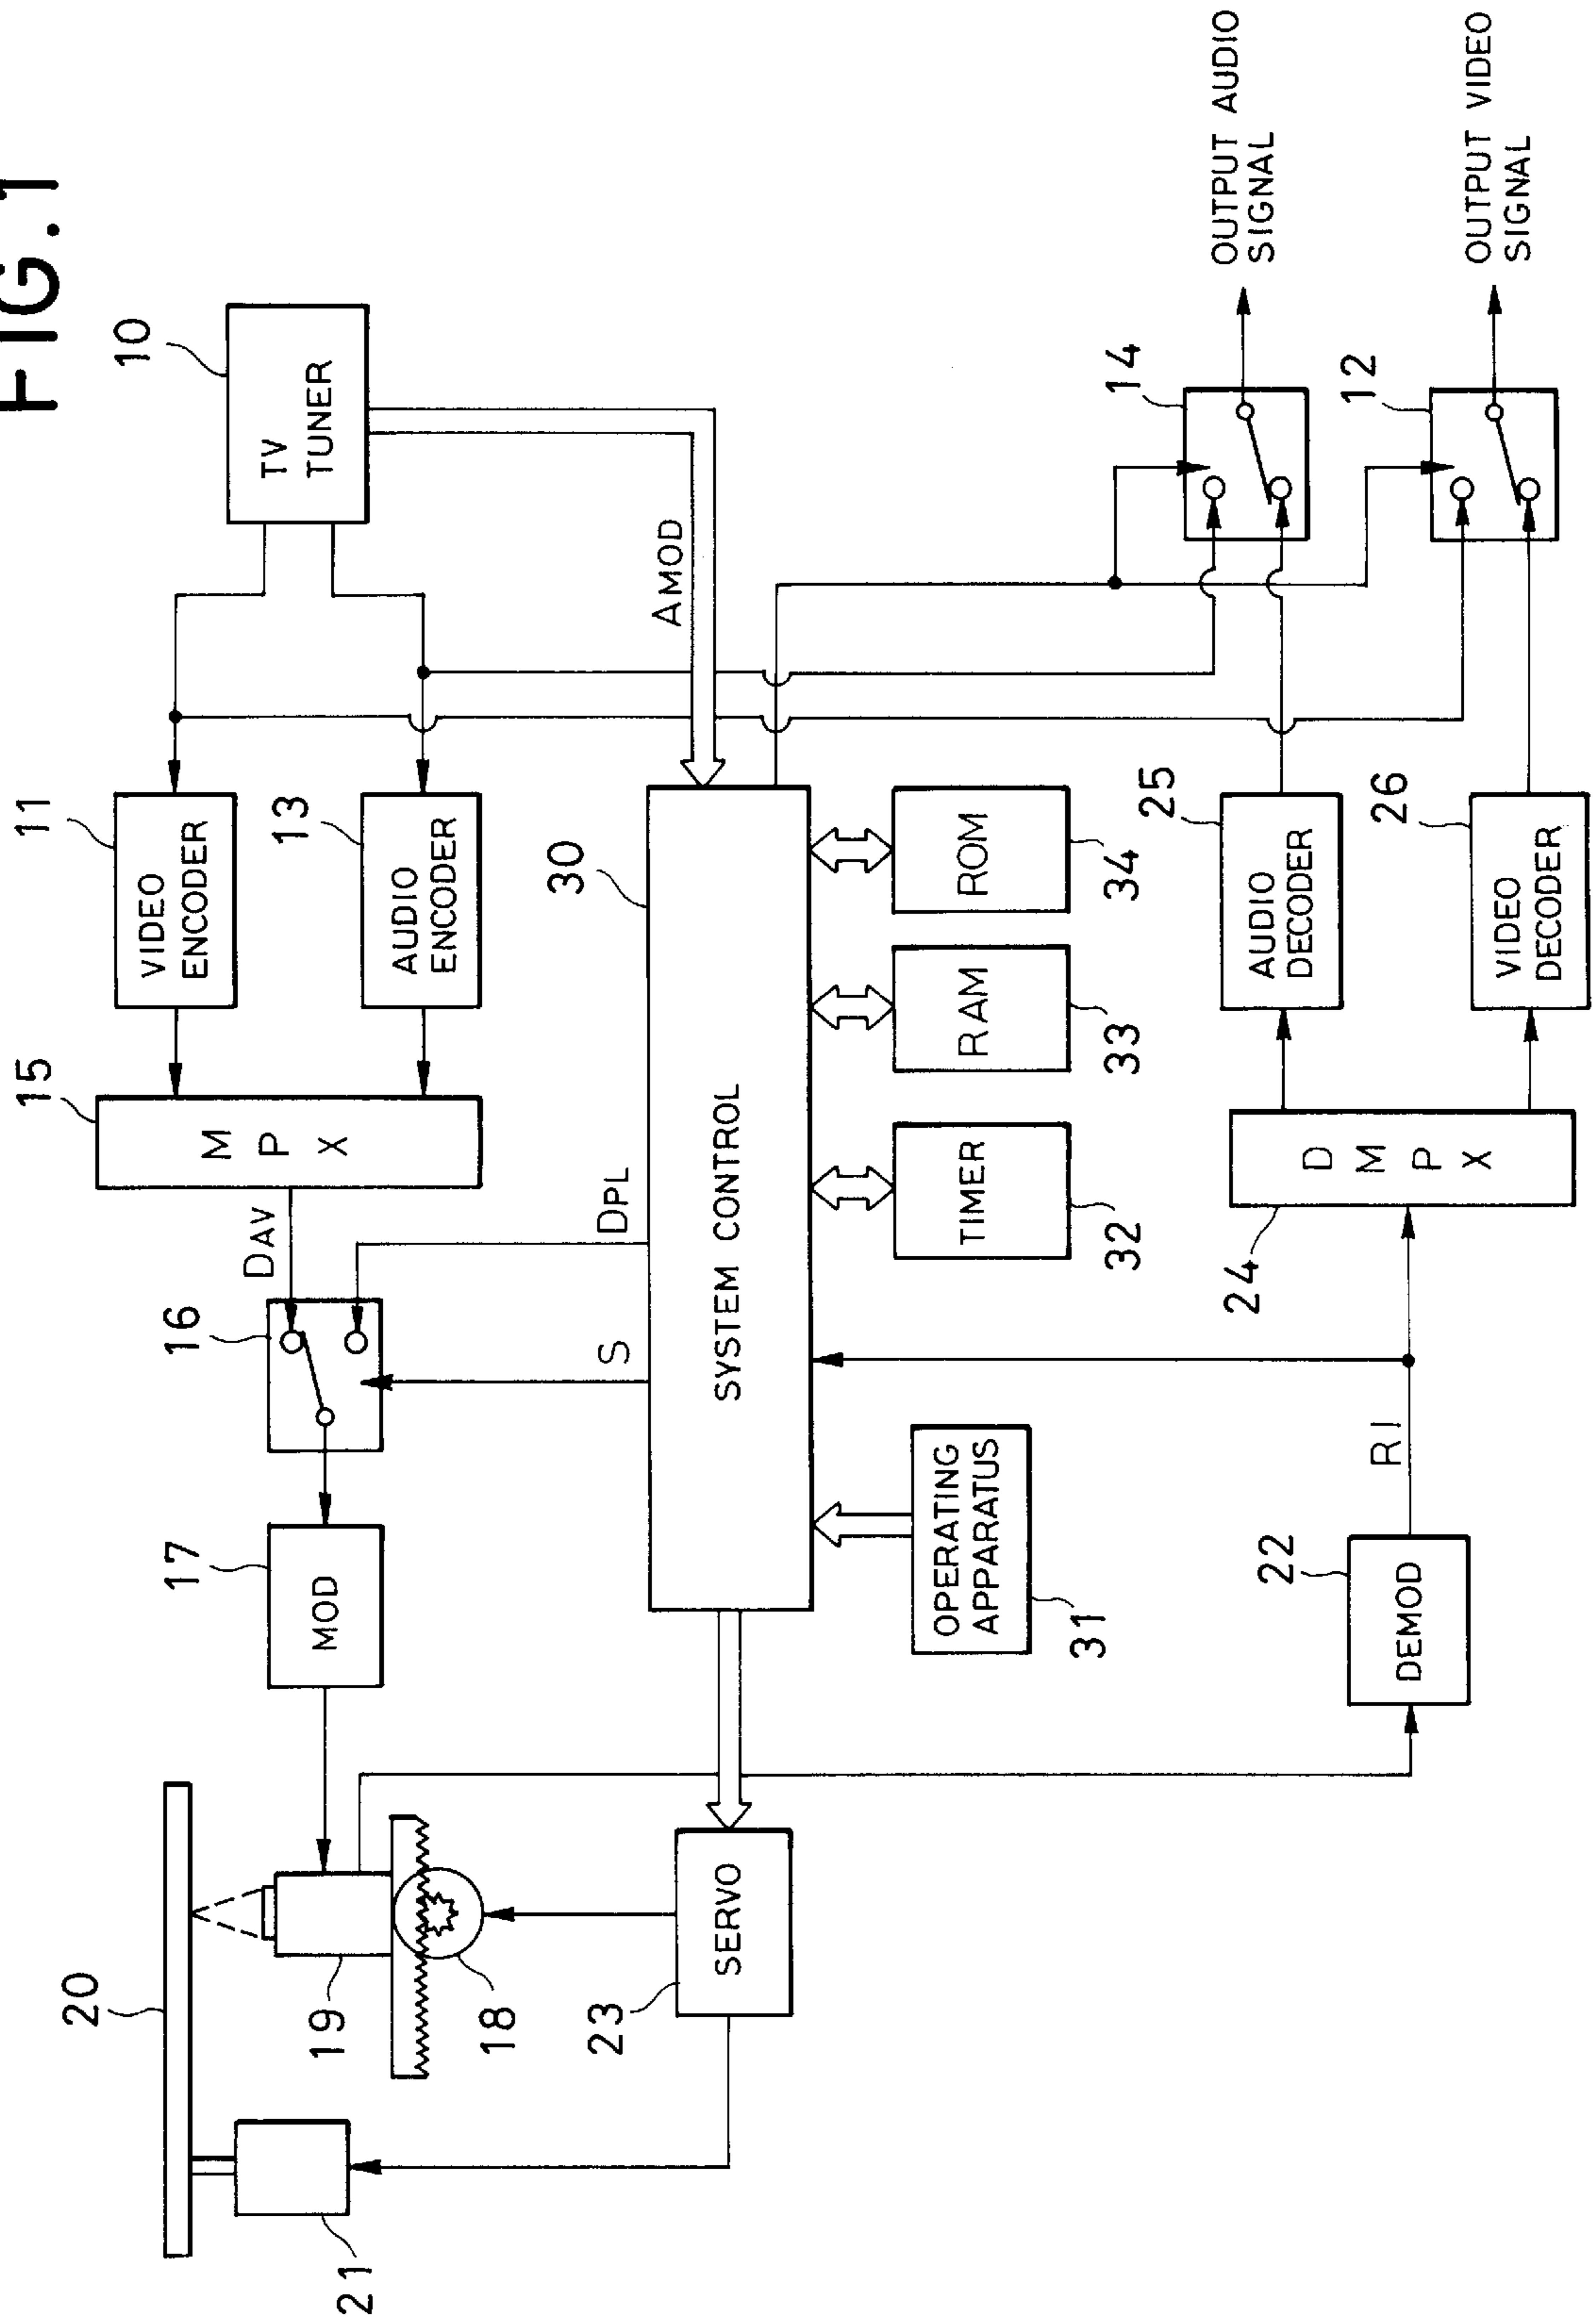 FIG.1
20
19
18
21
17
MOD
16
DAV
15
M
P
X
11
VIDEO
ENCODER
13
AUDIO
ENCODER
10
TV
TUNER
AMOD
23
SERVO
S
DPL
30
SYSTEM CONTROL
OPERATING
APPARATUS
31
TIMER
32
RAM
33
ROM
34
22
DEMOD
RI
24
D
M
P
X
25
AUDIO
DECODER
26
VIDEO
DECODER
14
12
OUTPUT AUDIO
SIGNAL
OUTPUT VIDEO
SIGNAL